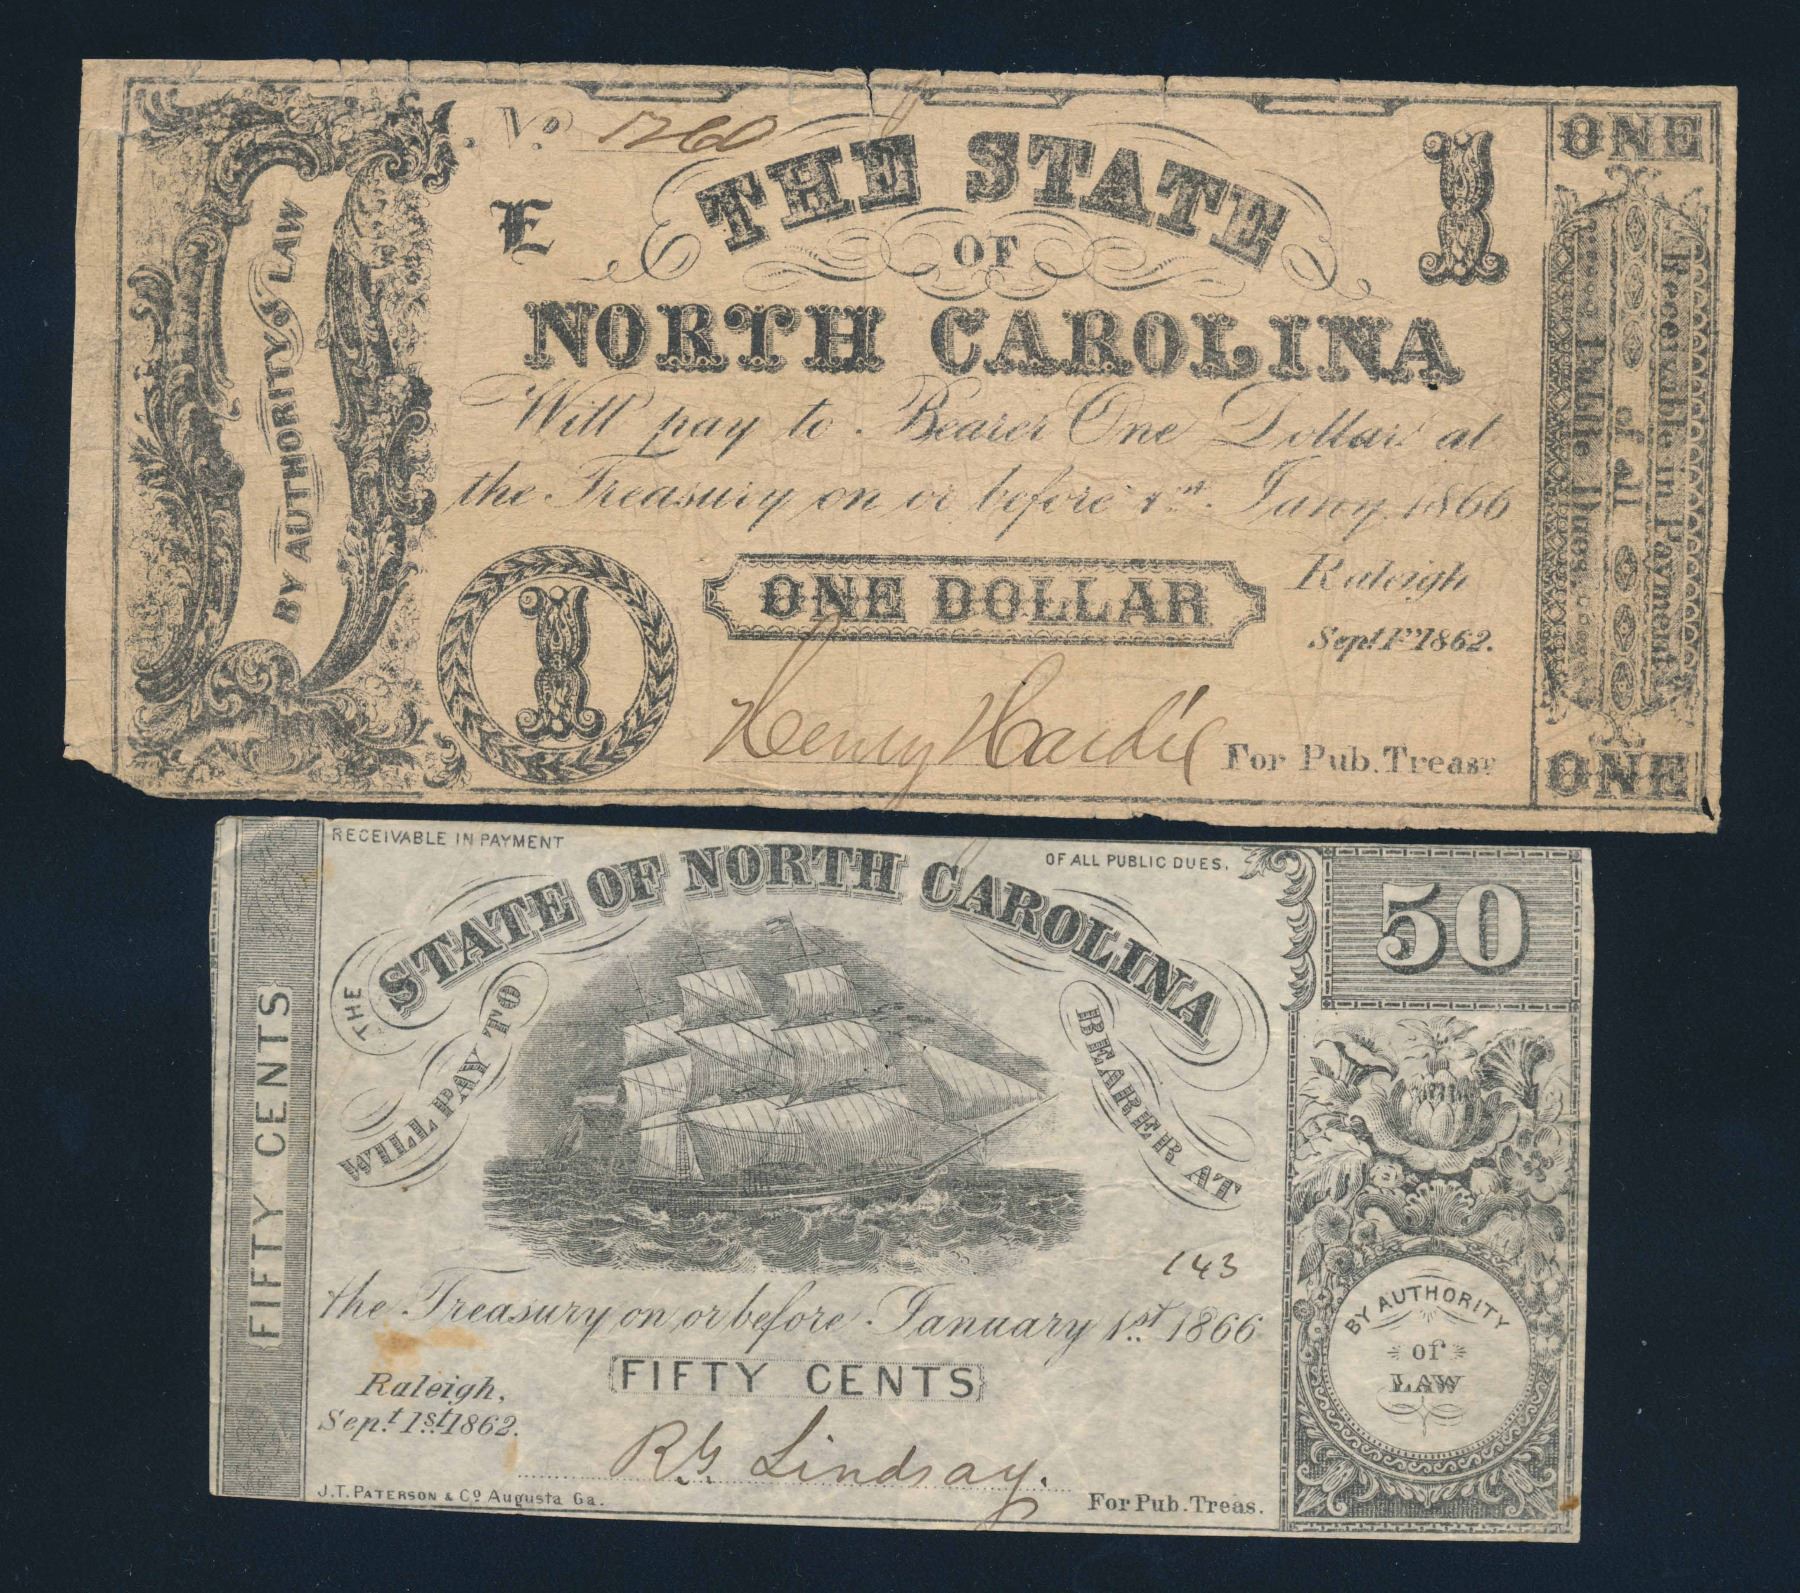 BY AUTHORITY OF LAW
No. 1260
E
THE STATE
OF
NORTH CAROLINA
1
Will pay to Bearer One Dollar at
the Treasury on or before 1st. Jany. 1866
1
ONE DOLLAR
Raleigh
Sept. 1st 1862.
Henry Hardie
For Pub. Treasr
ONE
Receivable in Payment
of all
Public Dues
ONE
FIFTY CENTS
RECEIVABLE IN PAYMENT
OF ALL PUBLIC DUES.
THE STATE OF NORTH CAROLINA
WILL PAY TO
BEARER AT
143
the Treasury on or before January 1st. 1866
FIFTY CENTS
Raleigh,
Sept. 1st. 1862.
R.G. Lindsay.
J.T. PATERSON & Co Augusta Ga.
For Pub. Treas.
50
BY AUTHORITY
of
LAW